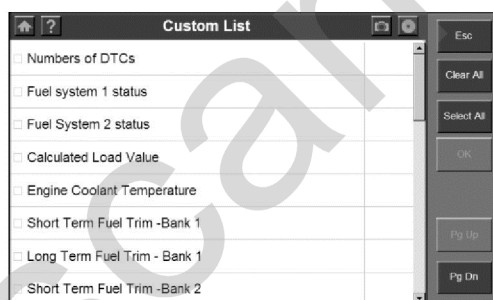 ? Custom List
Esc
Numbers of DTCs
Clear All
Fuel system 1 status
Select All
Fuel System 2 status
OK
Calculated Load Value
Engine Coolant Temperature
Short Term Fuel Trim -Bank 1
Pg Up
Long Term Fuel Trim - Bank 1
Pg Dn
Short Term Fuel Trim -Bank 2